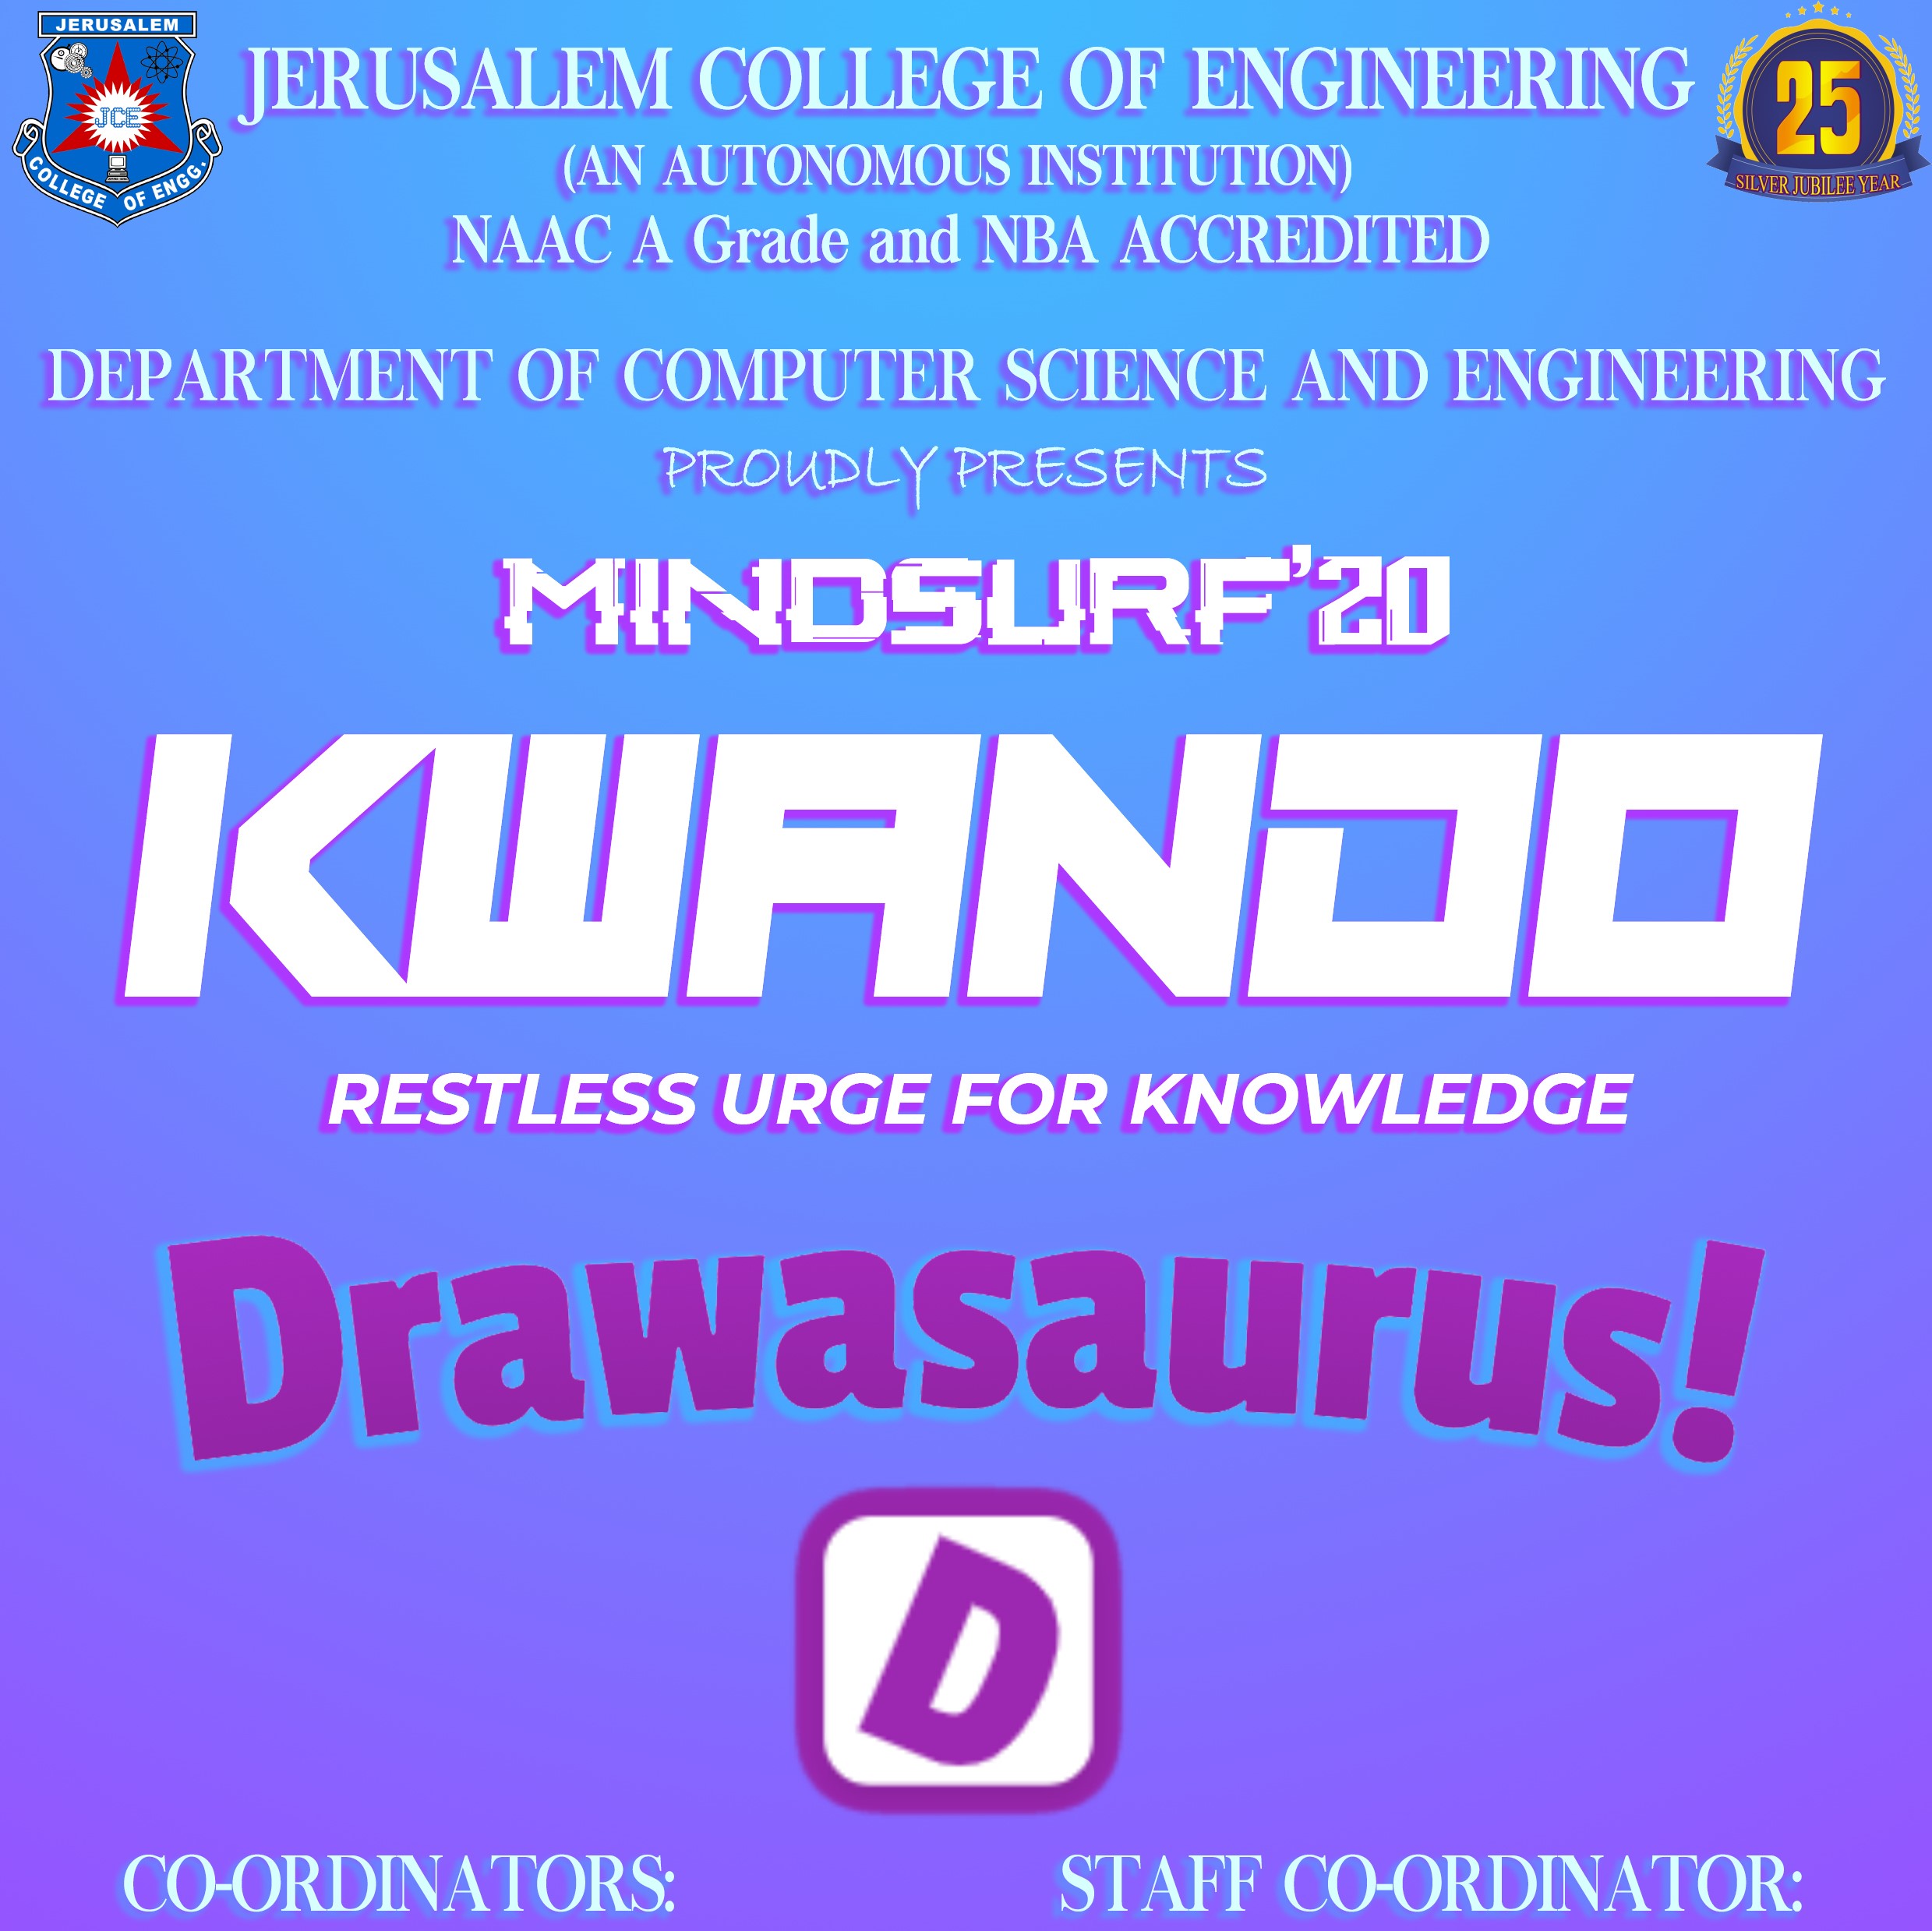 JERUSALEM
JCE
COLLEGE OF ENGG.
JERUSALEM COLLEGE OF ENGINEERING
25
SILVER JUBILEE YEAR
(AN AUTONOMOUS INSTITUTION)
NAAC A Grade and NBA ACCREDITED
DEPARTMENT OF COMPUTER SCIENCE AND ENGINEERING
PROUDLY PRESENTS
MINDSURF'20
KWANDO
RESTLESS URGE FOR KNOWLEDGE
Drawasaurus!
D
CO-ORDINATORS:
STAFF CO-ORDINATOR: